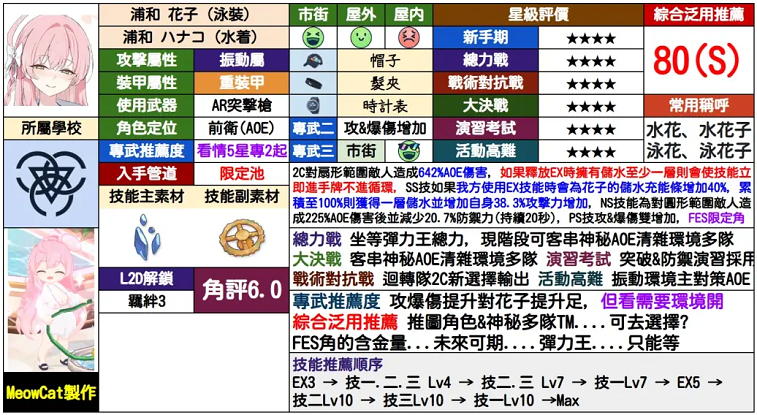 浦和 花子（泳裝）
浦和 ハナコ（水着）
市街 屋外 屋内
星級評價
綜合泛用推薦
新手期 ★★★★
80(S)
攻擊屬性 振動屬
帽子
總力戰 ★★★★
裝甲屬性 重裝甲
髮夾
戰術對抗戰 ★★★★
使用武器 AR突擊槍
時計表
大決戰 ★★★★
常用稱呼
所屬學校
角色定位 前衛(AOE)
專武二 攻&爆傷增加
演習考試 ★★★★
水花、水花子
泳花、泳花子
專武推薦度 看情5星專2起
專武三 市街
活動高難 ★★★★
入手管道 限定池
技能主素材 技能副素材
2C對扇形範圍敵人造成642%AOE傷害, 如果釋放EX時擁有儲水至少一層則會使技能立
即進手牌不進循環, SS技如果我方使用EX技能時會為花子的儲水充能條增加40%, 累
積至100%則獲得一層儲水並增加自身38.3%攻擊力增加, NS技能為對圓形範圍敵人造
成225%AOE傷害後並減少20.7%防禦力(持續20秒), PS技攻&爆傷雙增加, FES限定角
總力戰 坐等彈力王總力, 現階段可客串神秘AOE清雜環境多隊
大決戰 客串神秘AOE清雜環境多隊 演習考試 突破&防禦演習採用
戰術對抗戰 迴轉隊2C新選擇輸出 活動高難 振動環境主對策AOE
L2D解鎖
羈絆3
角評6.0
專武推薦度 攻爆傷提升對花子提升足, 但看需要環境開
綜合泛用推薦 推圖角色&神秘多隊TM....可去選擇?
FES角的含金量...未來可期....彈力王....只能等
技能推薦順序
EX3 → 技一.二.三 Lv4 → 技二.三 Lv7 → 技一Lv7 → EX5 →
技二Lv10 → 技三Lv10 → 技一Lv10 →Max
MeowCat製作